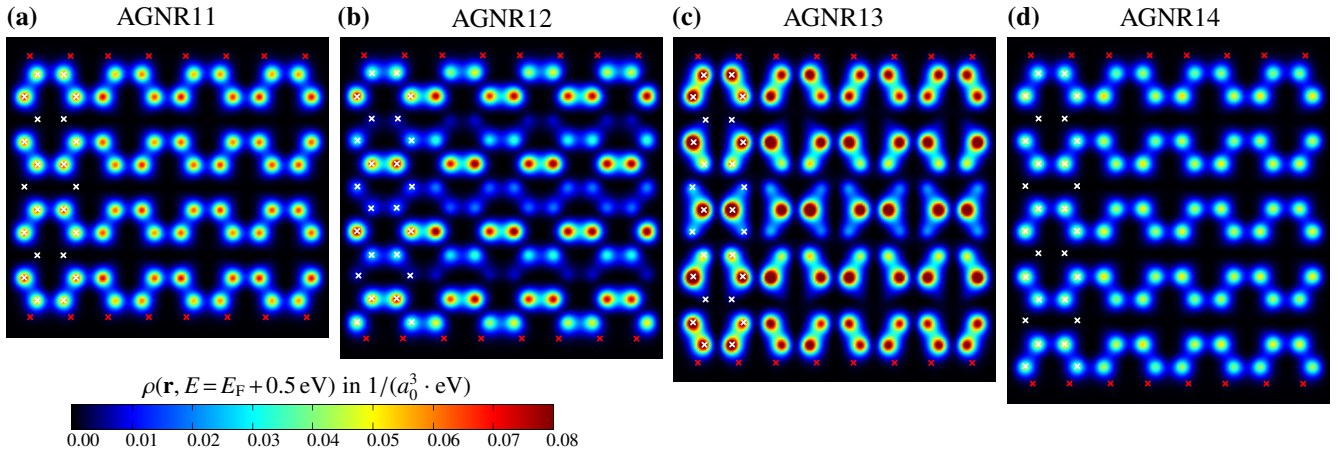 (a) AGNR11
(b) AGNR12
(c) AGNR13
(d) AGNR14
ρ(r, E = E_F + 0.5 eV) in 1/(a_0^3 · eV)
0.00 0.01 0.02 0.03 0.04 0.05 0.06 0.07 0.08